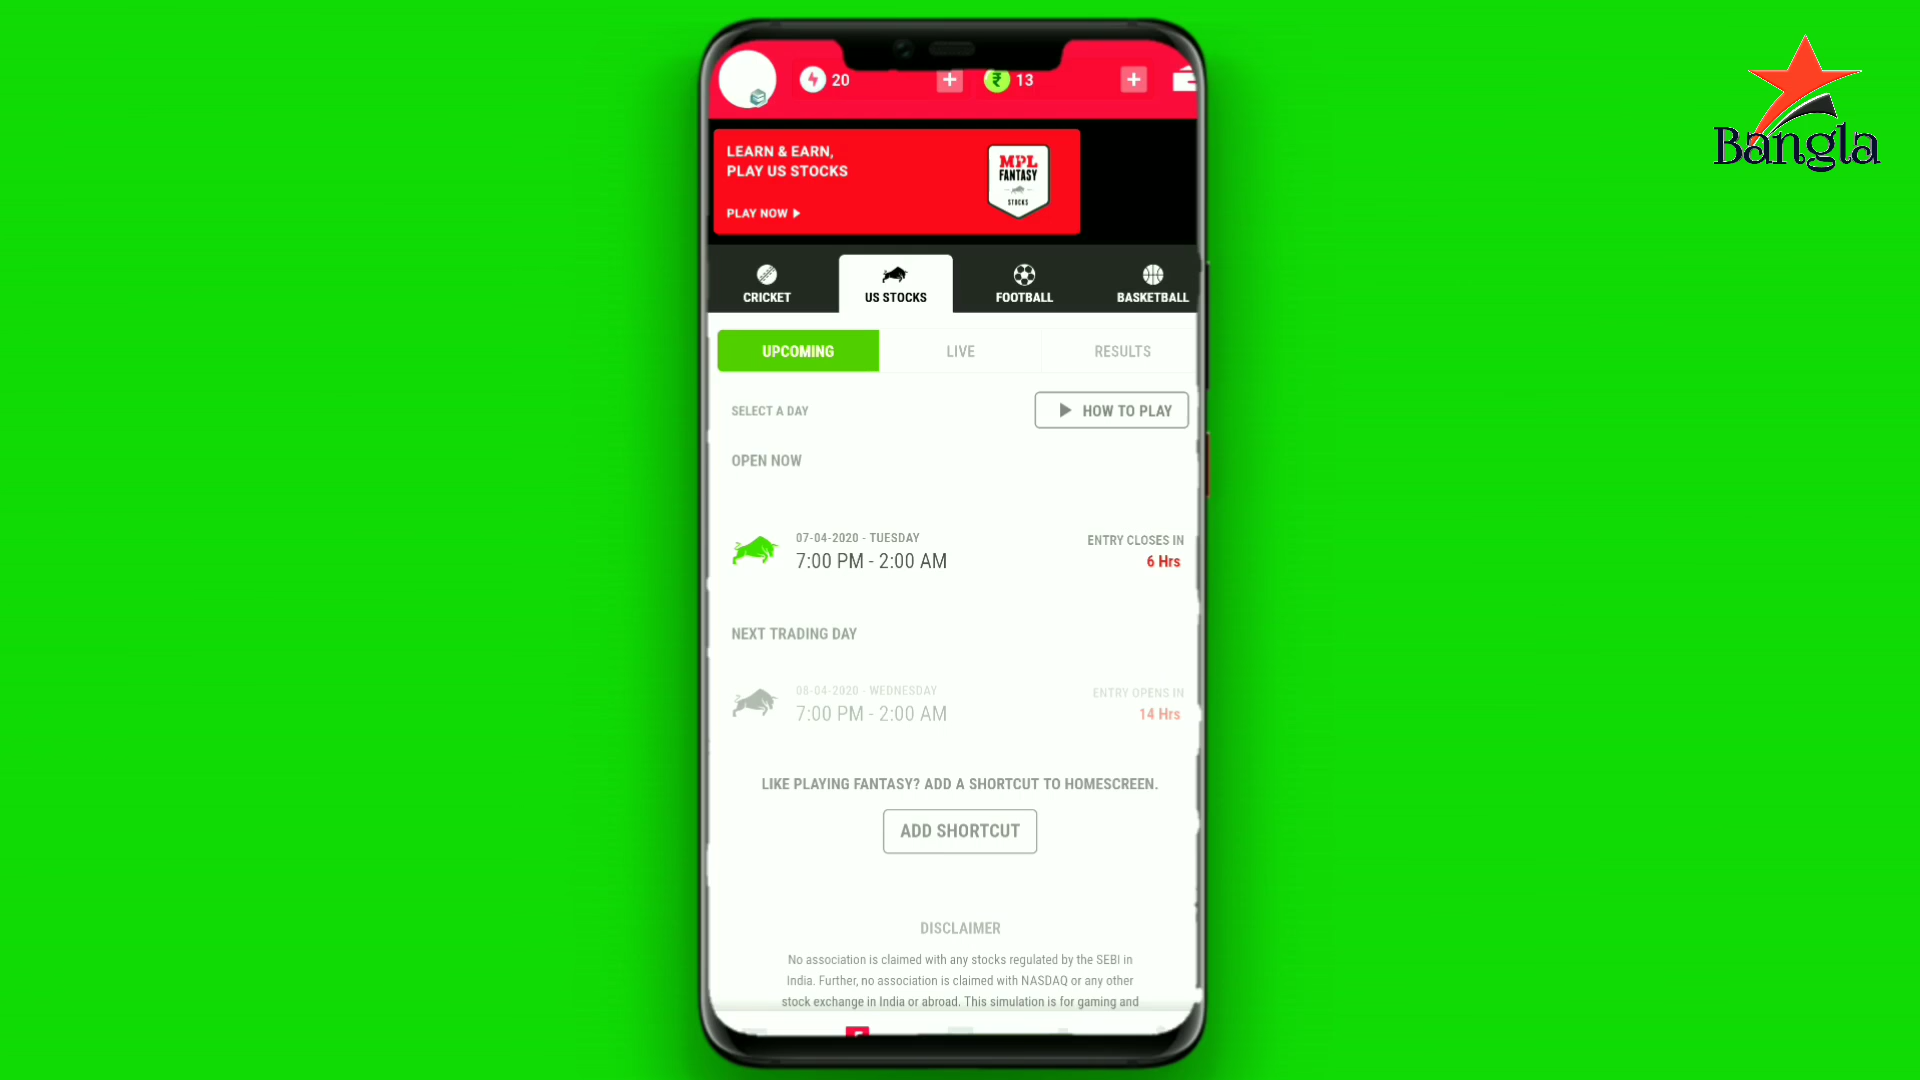 20
13
LEARN & EARN,
PLAY US STOCKS
PLAY NOW
MPL
FANTASY
STOCKS
Bangla
CRICKET
US STOCKS
FOOTBALL
BASKETBALL
UPCOMING
LIVE
RESULTS
SELECT A DAY
HOW TO PLAY
OPEN NOW
07-04-2020 - TUESDAY
7:00 PM - 2:00 AM
ENTRY CLOSES IN
6 Hrs
NEXT TRADING DAY
08-04-2020 - WEDNESDAY
7:00 PM - 2:00 AM
ENTRY OPENS IN
14 Hrs
LIKE PLAYING FANTASY? ADD A SHORTCUT TO HOMESCREEN.
ADD SHORTCUT
DISCLAIMER
No association is claimed with any stocks regulated by the SEBI in
India. Further, no association is claimed with NASDAQ or any other
stock exchange in India or abroad. This simulation is for gaming and